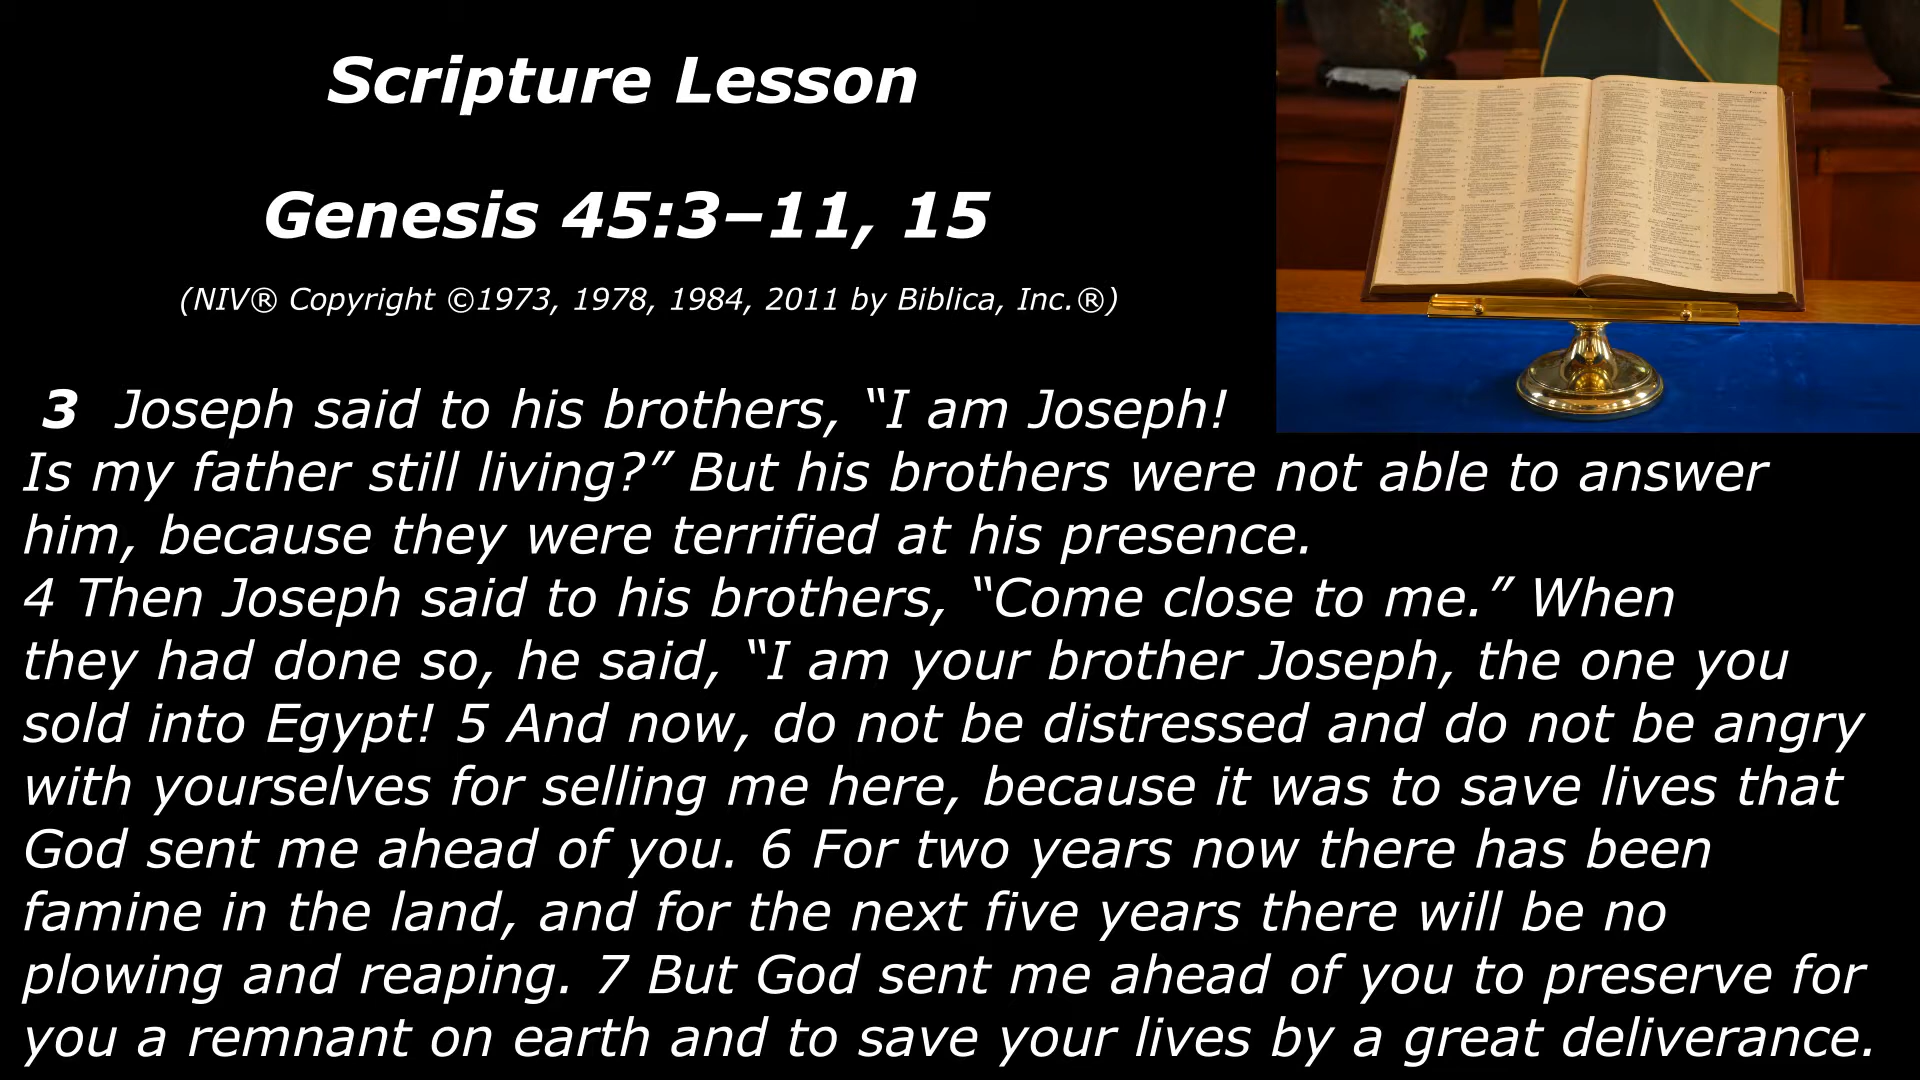 Scripture Lesson
Genesis 45:3–11, 15
(NIV® Copyright ©1973, 1978, 1984, 2011 by Biblica, Inc.®)
3 Joseph said to his brothers, “I am Joseph!
Is my father still living?” But his brothers were not able to answer
him, because they were terrified at his presence.
4 Then Joseph said to his brothers, “Come close to me.” When
they had done so, he said, “I am your brother Joseph, the one you
sold into Egypt! 5 And now, do not be distressed and do not be angry
with yourselves for selling me here, because it was to save lives that
God sent me ahead of you. 6 For two years now there has been
famine in the land, and for the next five years there will be no
plowing and reaping. 7 But God sent me ahead of you to preserve for
you a remnant on earth and to save your lives by a great deliverance.